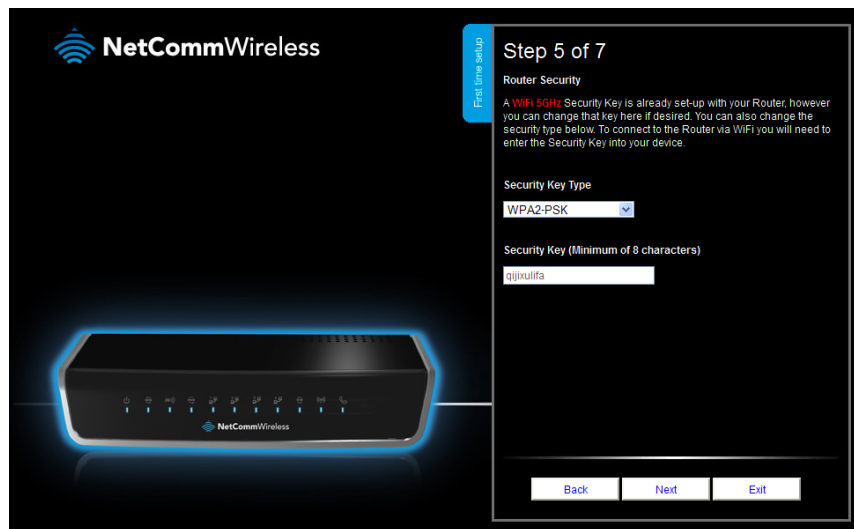 NetCommWireless
First time setup
Step 5 of 7
Router Security
A WiFi 5GHz Security Key is already set-up with your Router, however
you can change that key here if desired. You can also change the
security type below. To connect to the Router via WiFi you will need to
enter the Security Key into your device.
Security Key Type
WPA2-PSK
Security Key (Minimum of 8 characters)
qijixulifa
NetCommWireless
Back Next Exit